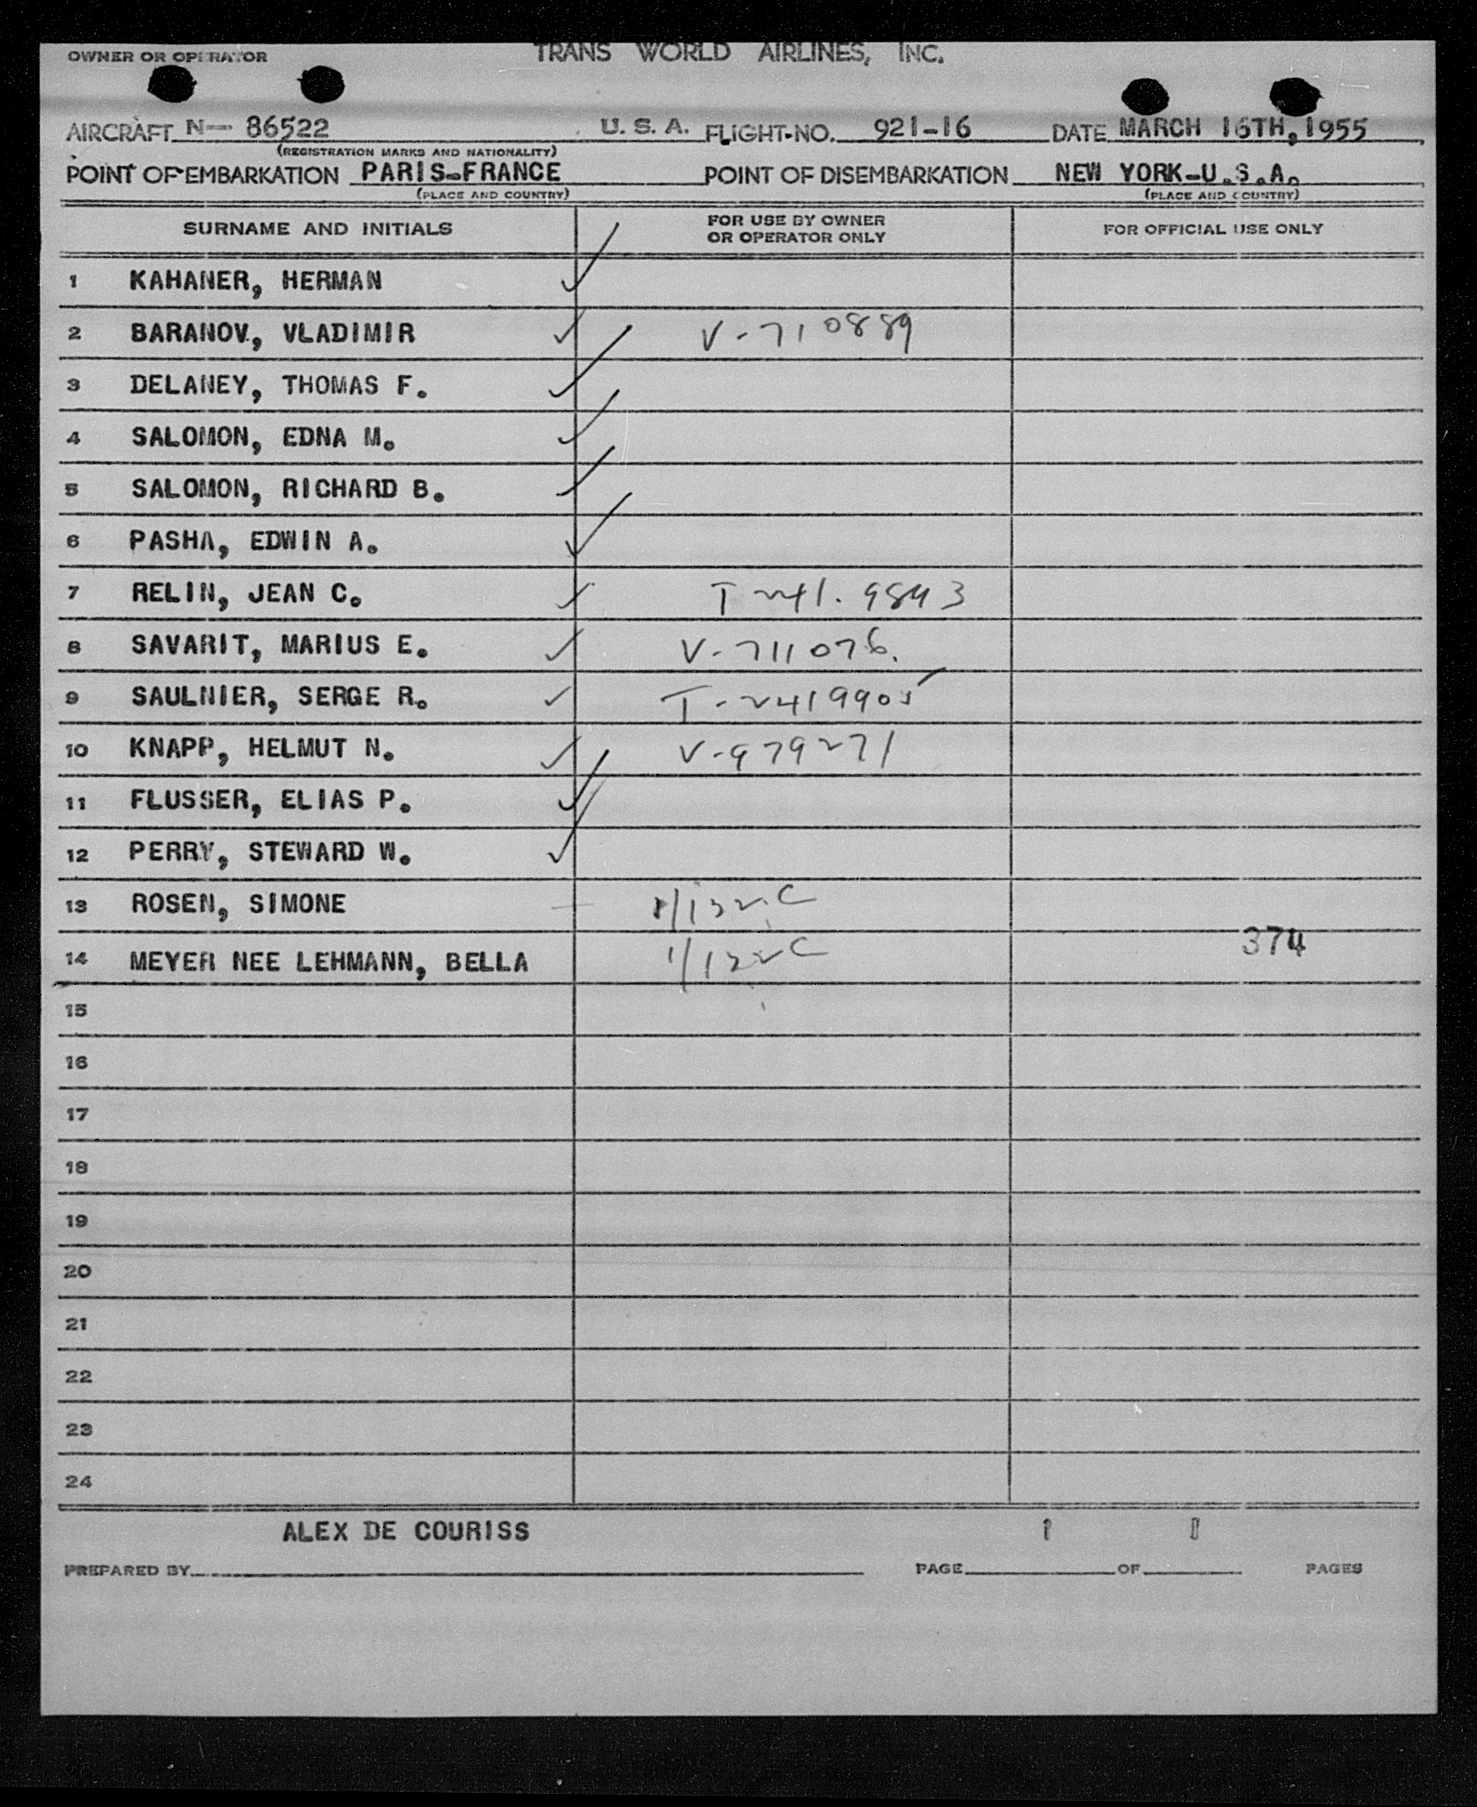 OWNER OR OPERATOR TRANS WORLD AIRLINES, INC.
AIRCRAFT N- 86522 U. S. A. FLIGHT-NO. 921-16 DATE MARCH 16TH, 1955
(REGISTRATION MARKS AND NATIONALITY)
POINT OF EMBARKATION PARIS-FRANCE POINT OF DISEMBARKATION NEW YORK-U.S.A.
(PLACE AND COUNTRY) (PLACE AND COUNTRY)
SURNAME AND INITIALS FOR USE BY OWNER OR OPERATOR ONLY FOR OFFICIAL USE ONLY
1 KAHANER, HERMAN
2 BARANOV., VLADIMIR V-710889
3 DELANEY, THOMAS F.
4 SALOMON, EDNA M.
5 SALOMON, RICHARD B.
6 PASHA, EDWIN A.
7 RELIN, JEAN C. T-241.9893
8 SAVARIT, MARIUS E. V-711076.
9 SAULNIER, SERGE R. T-2419905
10 KNAPP, HELMUT N. V-979271
11 FLUSSER, ELIAS P.
12 PERRY, STEWARD W.
13 ROSEN, SIMONE
14 MEYER NEE LEHMANN, BELLA 374
15
16
17
18
19
20
21
22
23
24
ALEX DE COURISS 1
PREPARED BY PAGE OF PAGES